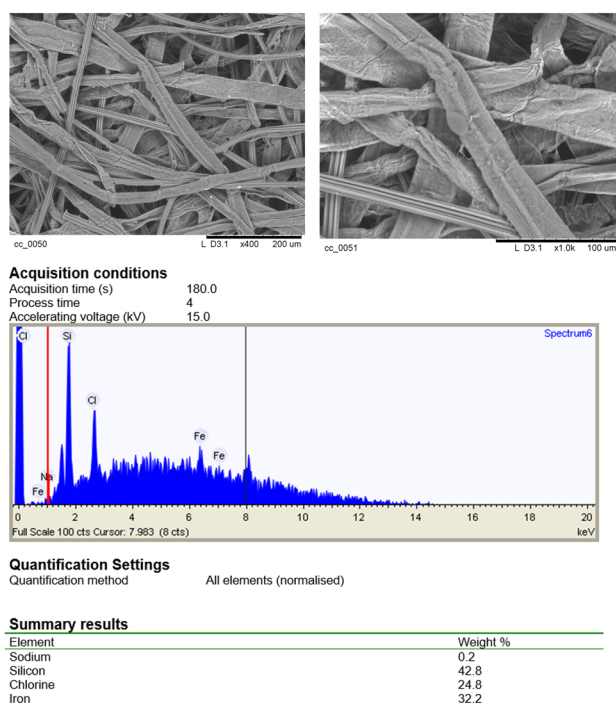 cc_0050 L D3.1 x400 200 um
cc_0051 L D3.1 x1.0k 100 um
Acquisition conditions
Acquisition time (s) 180.0
Process time 4
Accelerating voltage (kV) 15.0
Spectrum6
Cl Si
Cl
Fe
Fe
Na
Fe
0 2 4 6 8 10 12 14 16 18 20
Full Scale 100 cts Cursor: 7.983 (8 cts) keV
Quantification Settings
Quantification method All elements (normalised)
Summary results
Element Weight %
Sodium 0.2
Silicon 42.8
Chlorine 24.8
Iron 32.2